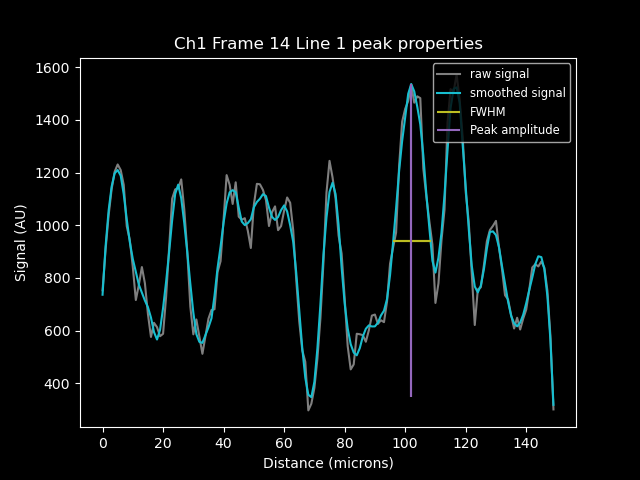 Ch1 Frame 14 Line 1 peak properties
raw signal
smoothed signal
FWHM
Peak amplitude
1600
1400
1200
1000
800
600
400
Signal (AU)
0 20 40 60 80 100 120 140
Distance (microns)